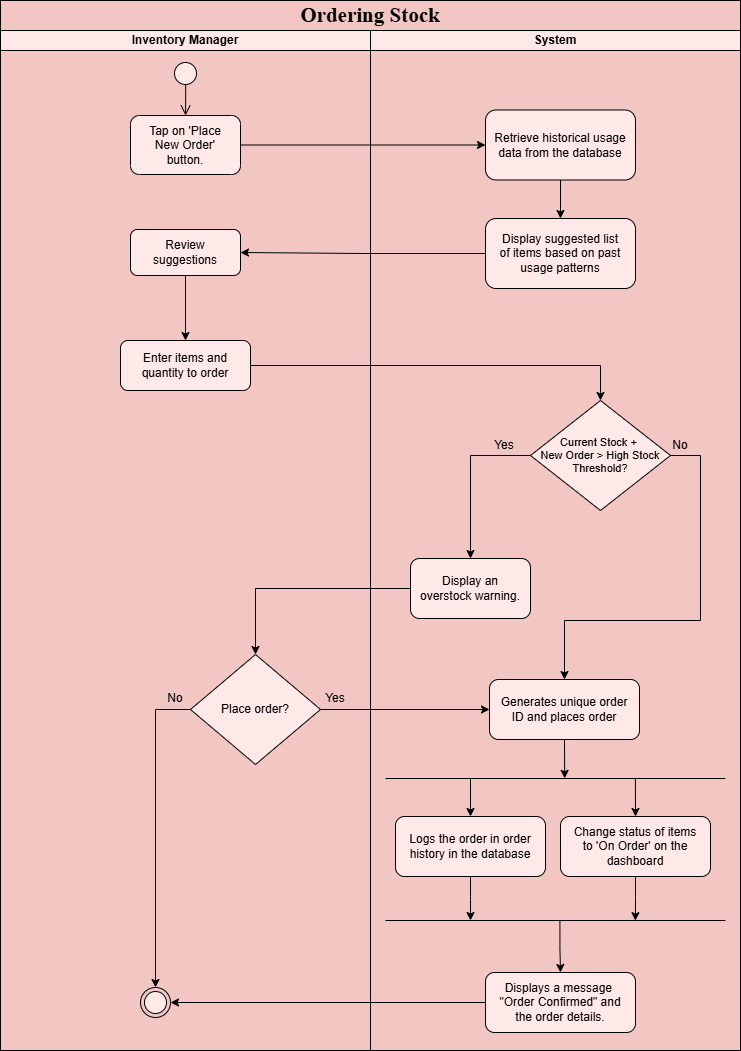 Ordering Stock
Inventory Manager
System
Tap on 'Place
New Order'
button.
Retrieve historical usage
data from the database
Display suggested list
of items based on past
usage patterns
Review
suggestions
Enter items and
quantity to order
Current Stock +
New Order > High Stock
Threshold?
Yes
No
Display an
overstock warning.
Place order?
No
Yes
Generates unique order
ID and places order
Logs the order in order
history in the database
Change status of items
to 'On Order' on the
dashboard
Displays a message
"Order Confirmed" and
the order details.